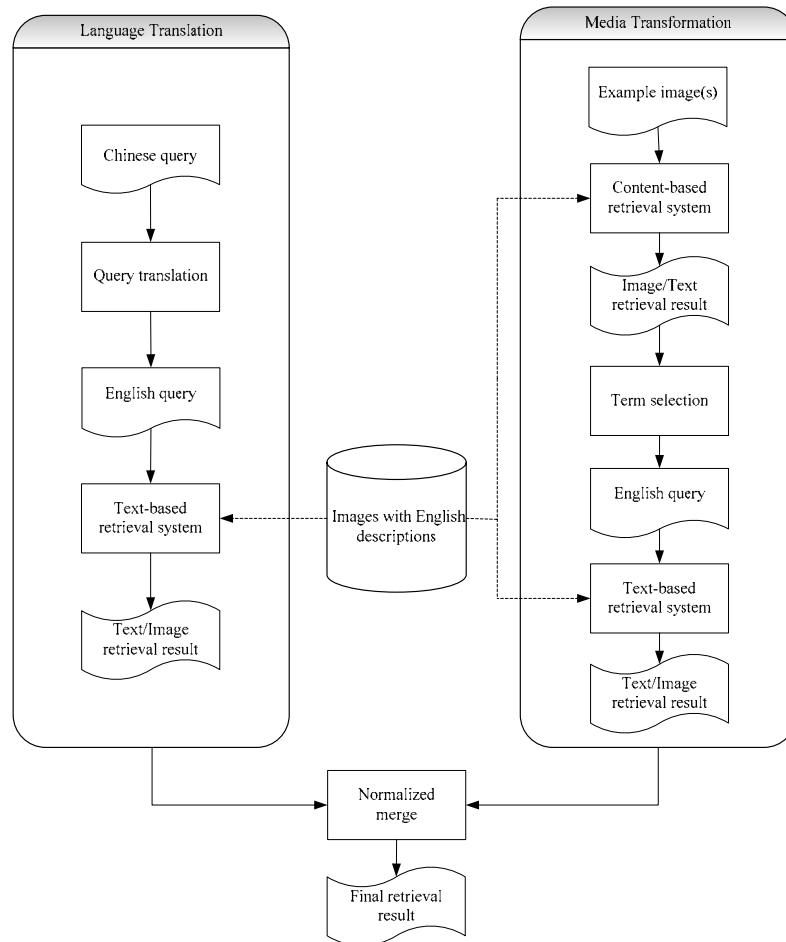 Language Translation
Chinese query
Query translation
English query
Text-based
retrieval system
Text/Image
retrieval result
Images with English
descriptions
Media Transformation
Example image(s)
Content-based
retrieval system
Image/Text
retrieval result
Term selection
English query
Text-based
retrieval system
Text/Image
retrieval result
Normalized
merge
Final retrieval
result